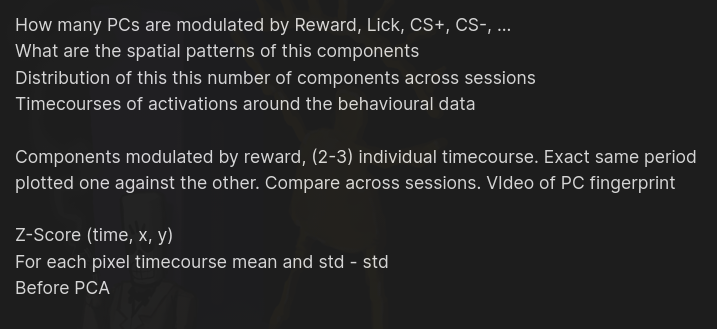 How many PCs are modulated by Reward, Lick, CS+, CS-, ...
What are the spatial patterns of this components
Distribution of this this number of components across sessions
Timecourses of activations around the behavioural data
Components modulated by reward, (2-3) individual timecourse. Exact same period
plotted one against the other. Compare across sessions. VIdeo of PC fingerprint
Z-Score (time, x, y)
For each pixel timecourse mean and std - std
Before PCA